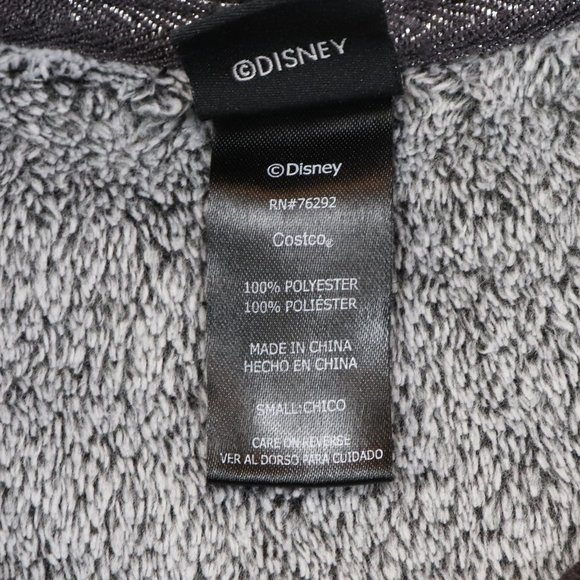 ©DISNEY
©Disney
RN#76292
Costco®
100% POLYESTER
100% POLIÉSTER
MADE IN CHINA
HECHO EN CHINA
SMALL:CHICO
CARE ON REVERSE
VER AL DORSO PARA CUIDADO